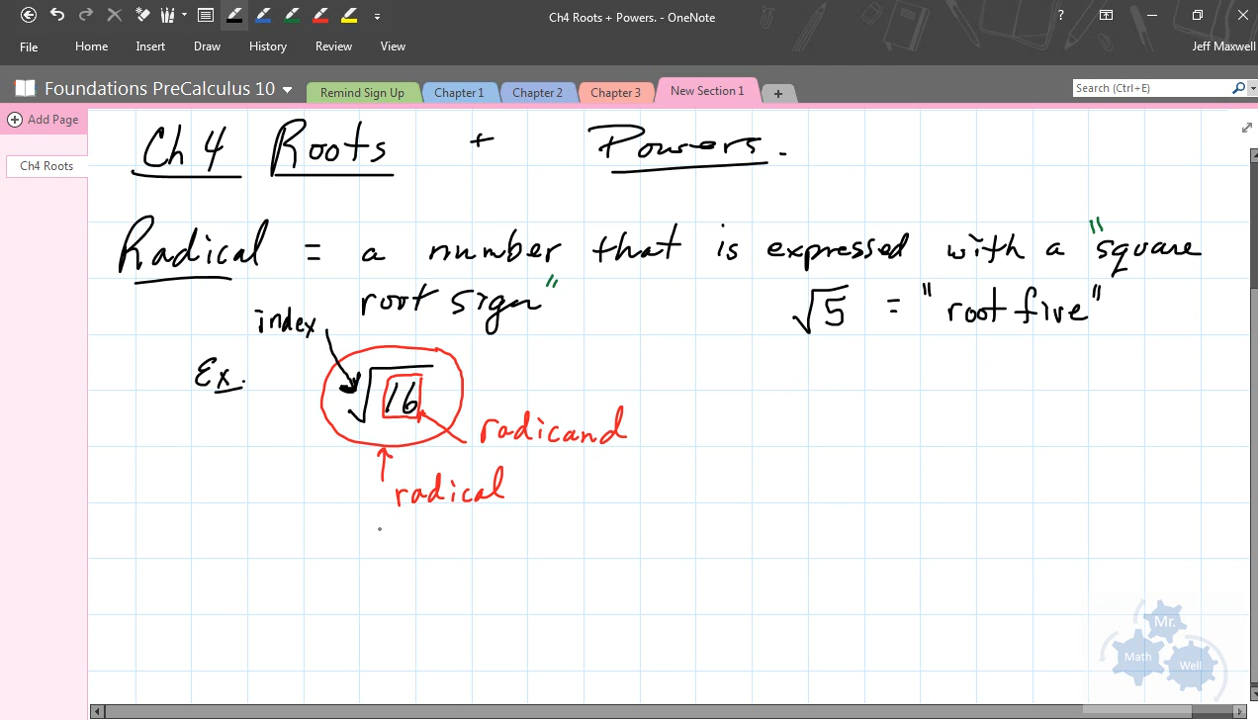 Ch4 Roots + Powers. - OneNote
?
File
Home
Insert
Draw
History
Review
View
Jeff Maxwell
Foundations PreCalculus 10
Remind Sign Up
Chapter 1
Chapter 2
Chapter 3
New Section 1
+
Search (Ctrl+E)
Add Page
Ch4 Roots
Ch 4 Roots + Powers.
Radical = a number that is expressed with a "square
root sign"
√5 = "root five"
index
Ex.
√16
radicand
radical
Mr.
Math
Well